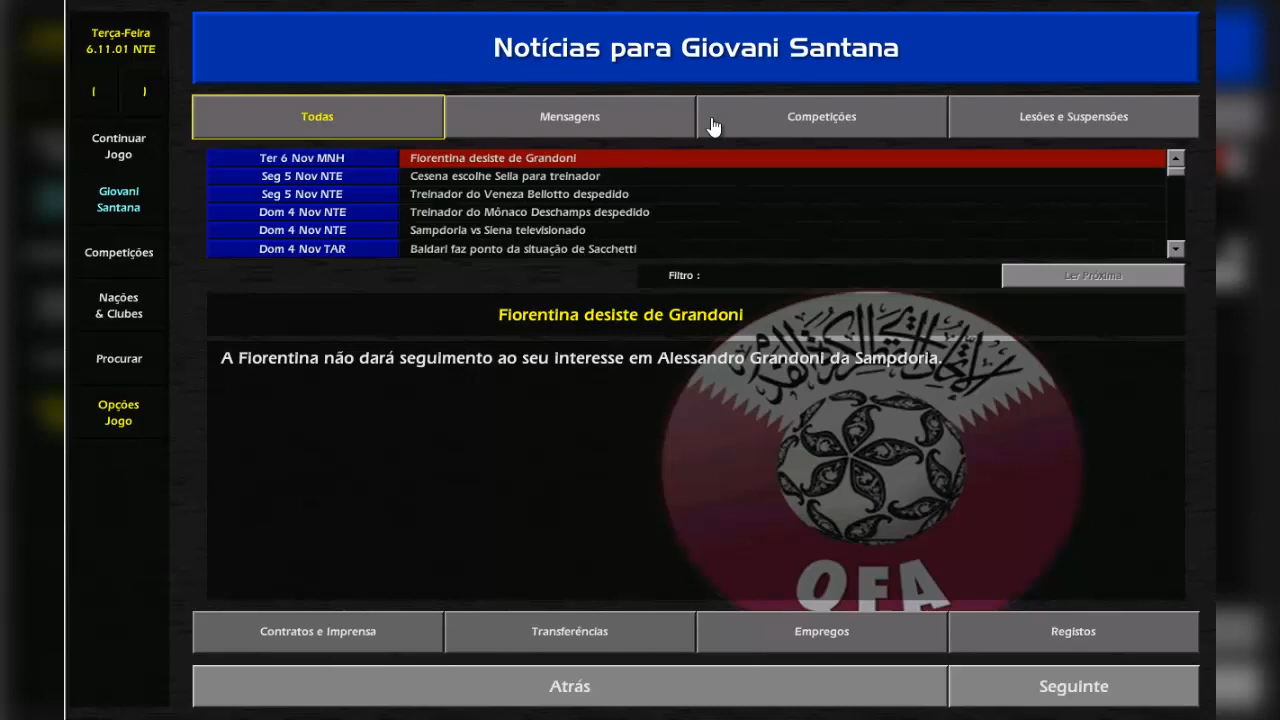 Terça-Feira
6.11.01 NTE
Notícias para Giovani Santana
Todas
Mensagens
Competições
Lesões e Suspensões
Continuar
Jogo
Giovani
Santana
Competições
Nações
& Clubes
Procurar
Opções
Jogo
Ter 6 Nov MNH Fiorentina desiste de Grandoni
Seg 5 Nov NTE Cesena escolhe Sella para treinador
Seg 5 Nov NTE Treinador do Veneza Bellotto despedido
Dom 4 Nov NTE Treinador do Mónaco Deschamps despedido
Dom 4 Nov NTE Sampdoria vs Siena televisionado
Dom 4 Nov TAR Baldari faz ponto da situação de Sacchetti
Filtro :
Ler Próxima
Fiorentina desiste de Grandoni
A Fiorentina não dará seguimento ao seu interesse em Alessandro Grandoni da Sampdoria.
QFA
Contratos e Imprensa
Transferências
Empregos
Registos
Atrás
Seguinte